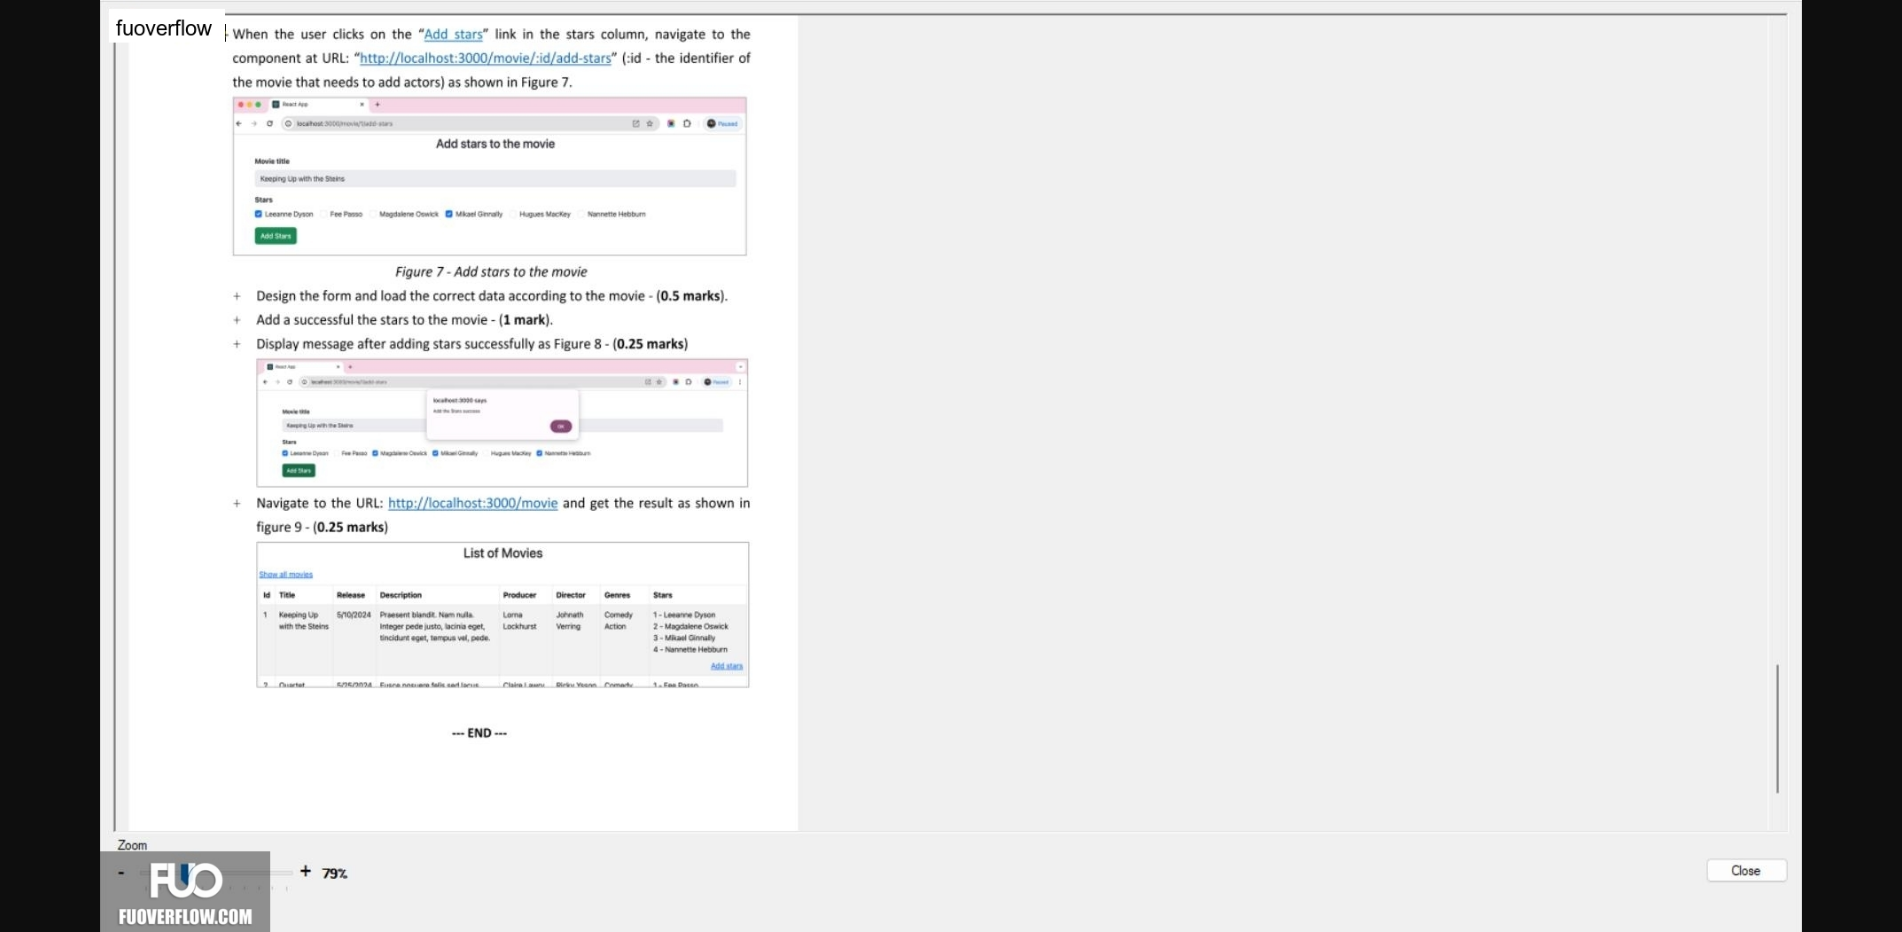 fuoverflow
When the user clicks on the “Add stars” link in the stars column, navigate to the
component at URL: “http://localhost:3000/movie/:id/add-stars” (:id - the identifier of
the movie that needs to add actors) as shown in Figure 7.
React App
localhost:3000/movie/1/add-stars
Paused
Add stars to the movie
Movie title
Keeping Up with the Steins
Stars
Leeanne Dyson Fee Passo Magdalene Oswick Mikael Ginnally Hugues MacKey Nannette Hebburn
Add Stars
Figure 7 - Add stars to the movie
+ Design the form and load the correct data according to the movie - (0.5 marks).
+ Add a successful the stars to the movie - (1 mark).
+ Display message after adding stars successfully as Figure 8 - (0.25 marks)
React App
localhost:3000/movie/1/add-stars
Paused
localhost:3000 says
Add the Stars success
OK
Movie title
Keeping Up with the Steins
Stars
Leeanne Dyson Fee Passo Magdalene Oswick Mikael Ginnally Hugues MacKey Nannette Hebburn
Add Stars
+ Navigate to the URL: http://localhost:3000/movie and get the result as shown in
figure 9 - (0.25 marks)
List of Movies
Show all movies
Id Title Release Description Producer Director Genres Stars
1 Keeping Up 5/10/2024 Praesent blandit. Nam nulla. Lorna Johnath Comedy 1 - Leeanne Dyson
with the Steins Integer pede justo, lacinia eget, Lockhurst Verring Action 2 - Magdalene Oswick
tincidunt eget, tempus vel, pede. 3 - Mikael Ginnally
4 - Nannette Hebburn
Add stars
2 Quartet 5/15/2024 Fusce posuere felis sed lacus Claire Ricky Comedy 1 - Fee Passo
--- END ---
Zoom
- + 79%
Close
FUO
FUOVERFLOW.COM